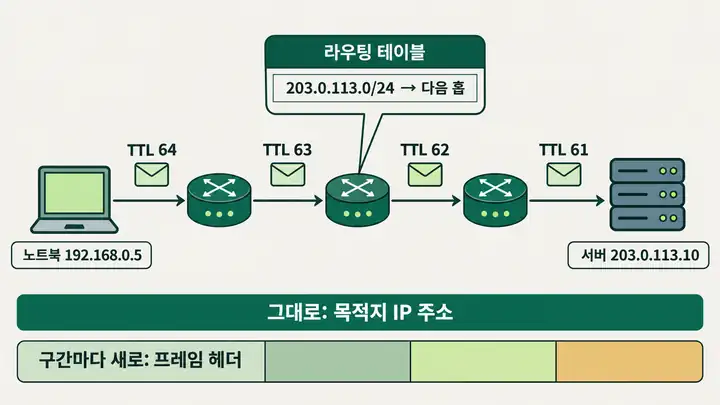 라우팅 테이블
203.0.113.0/24 → 다음 홉
TTL 64
TTL 63
TTL 62
TTL 61
노트북 192.168.0.5
서버 203.0.113.10
그대로: 목적지 IP 주소
구간마다 새로: 프레임 헤더